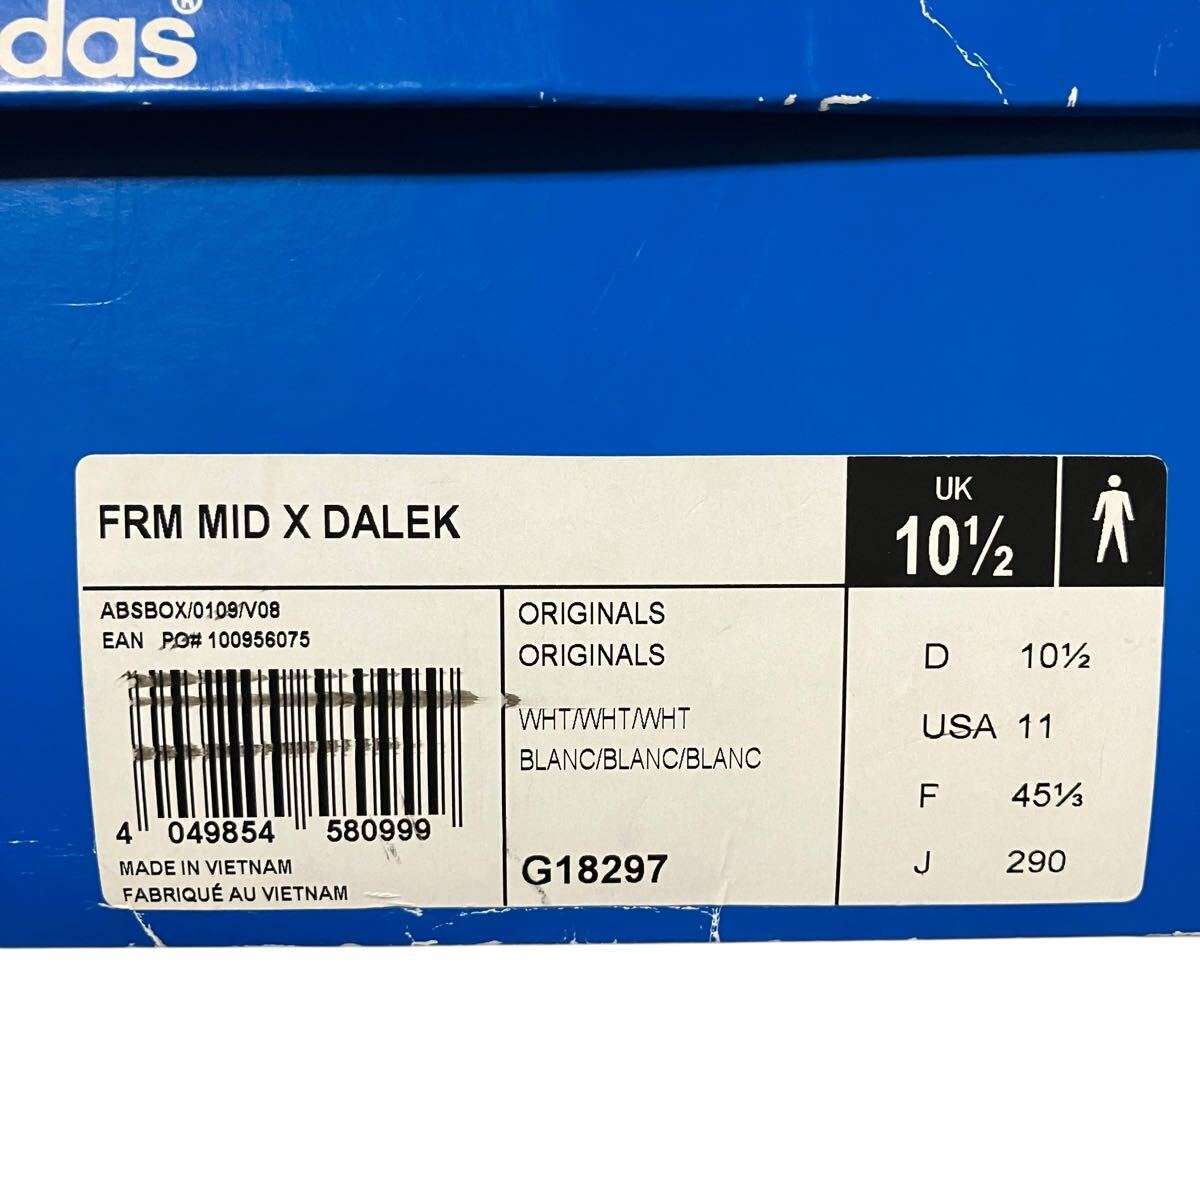 das®
FRM MID X DALEK
UK
10½
ABSBOX/0109/V08
EAN PO# 100956075
4 049854 580999
MADE IN VIETNAM
FABRIQUÉ AU VIETNAM
ORIGINALS
ORIGINALS
WHT/WHT/WHT
BLANC/BLANC/BLANC
G18297
D 10½
USA 11
F 45⅓
J 290